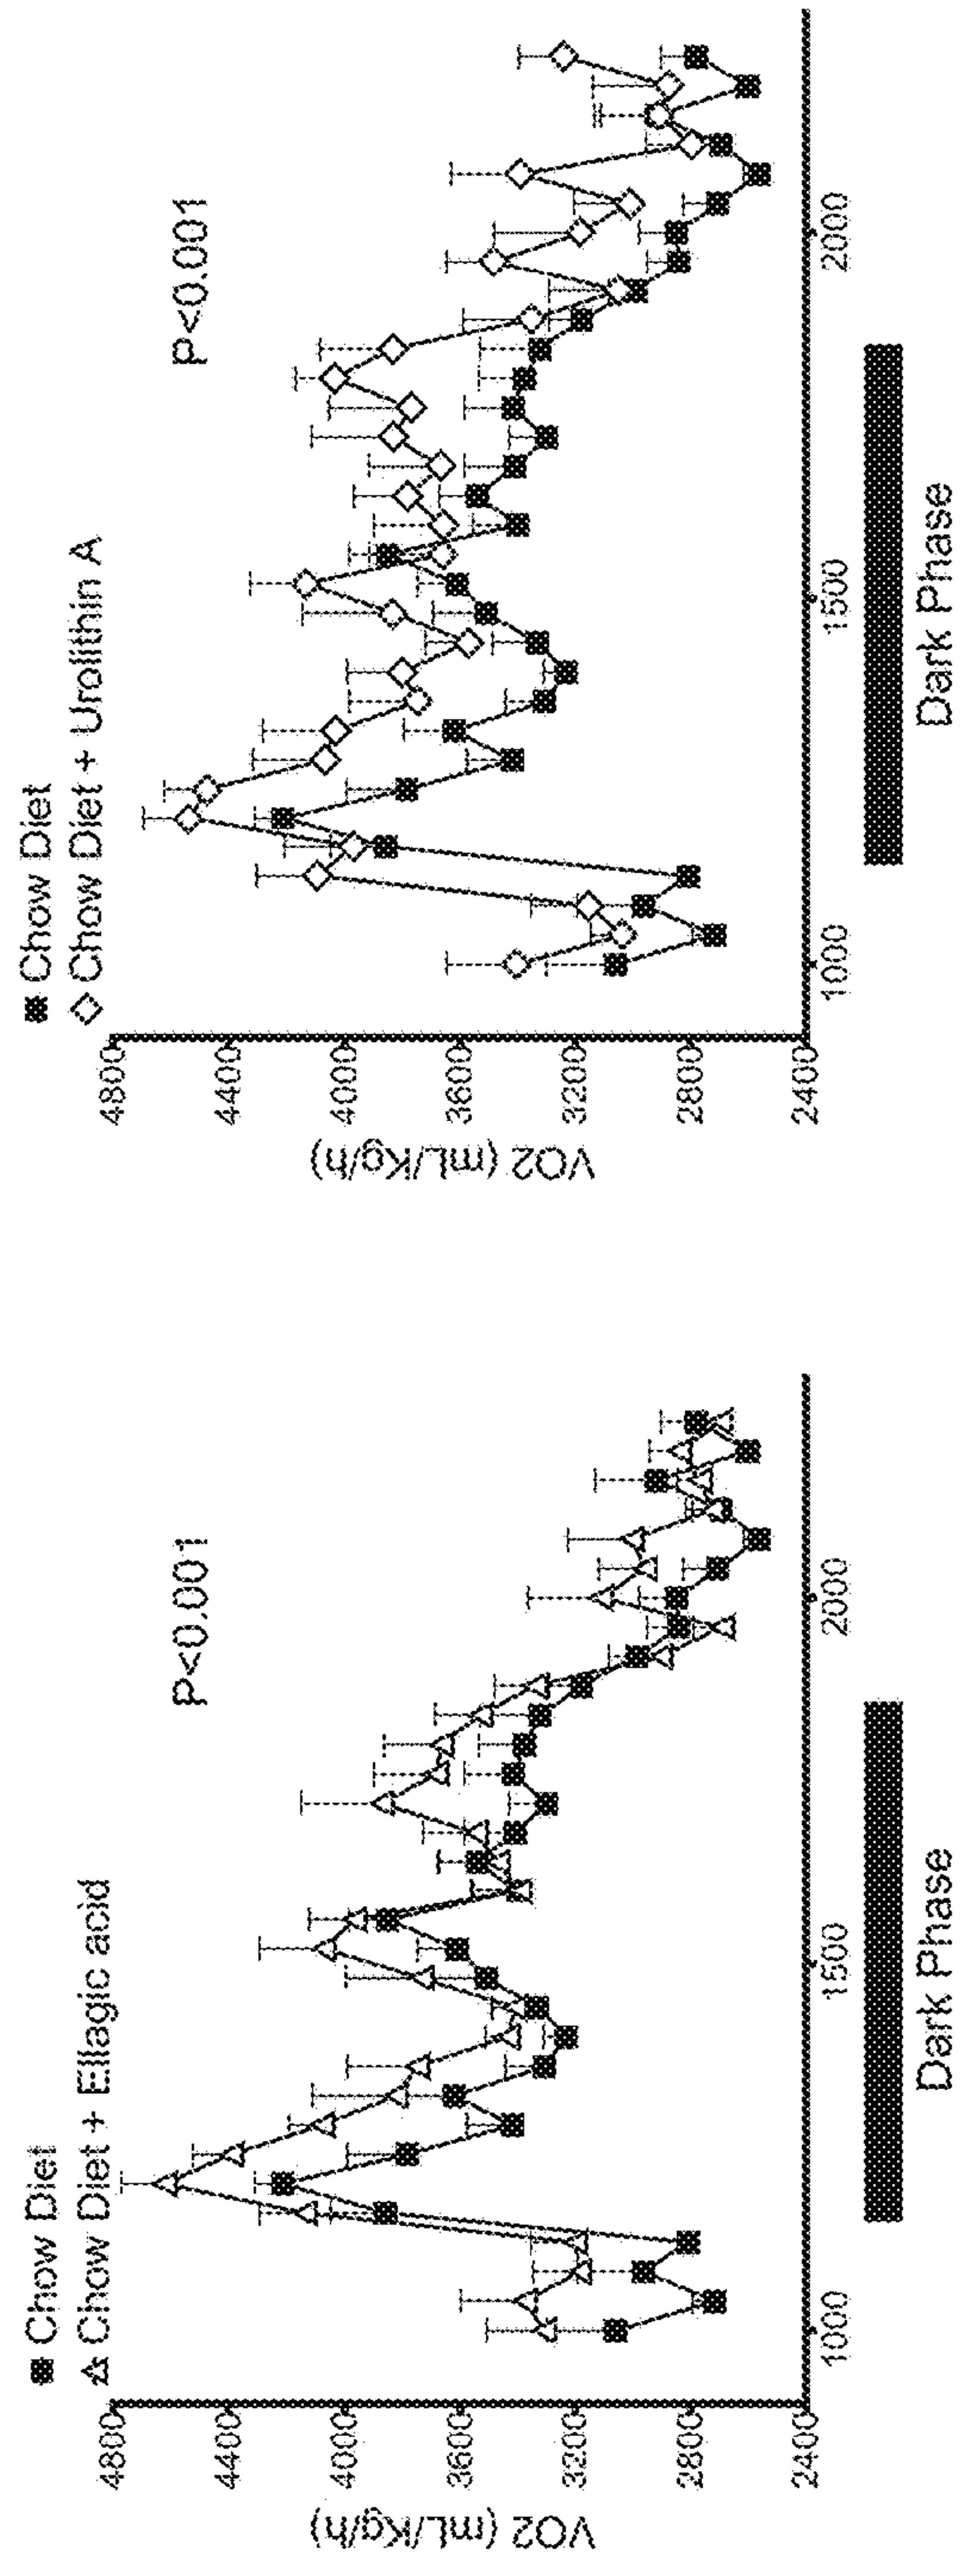 Chow Diet
Chow Diet + Ellagic acid
P<0.001
VO2 (mL/Kg/h)
4800
4400
4000
3600
3200
2800
2400
1000
1500
2000
Dark Phase
Chow Diet
Chow Diet + Urolithin A
P<0.001
VO2 (mL/Kg/h)
4800
4400
4000
3600
3200
2800
2400
1000
1500
2000
Dark Phase